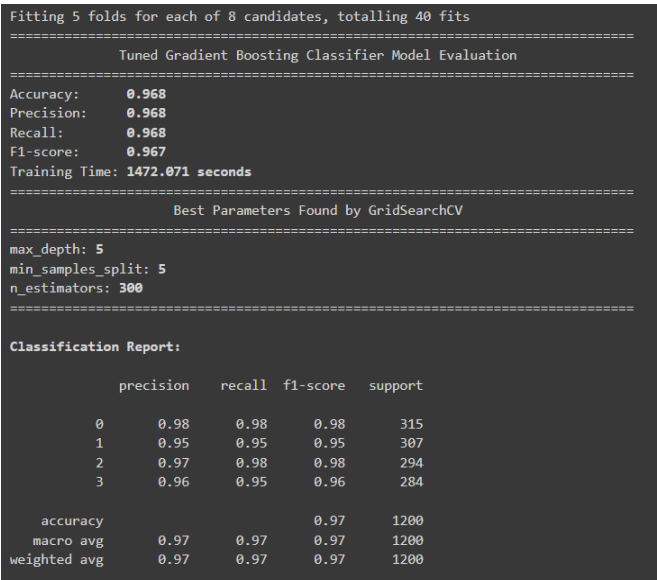 Fitting 5 folds for each of 8 candidates, totalling 40 fits
================================================================================
Tuned Gradient Boosting Classifier Model Evaluation
================================================================================
Accuracy: 0.968
Precision: 0.968
Recall: 0.968
F1-score: 0.967
Training Time: 1472.071 seconds
================================================================================
Best Parameters Found by GridSearchCV
================================================================================
max_depth: 5
min_samples_split: 5
n_estimators: 300
================================================================================
Classification Report:
precision recall f1-score support
0 0.98 0.98 0.98 315
1 0.95 0.95 0.95 307
2 0.97 0.98 0.98 294
3 0.96 0.95 0.96 284
accuracy 0.97 1200
macro avg 0.97 0.97 0.97 1200
weighted avg 0.97 0.97 0.97 1200